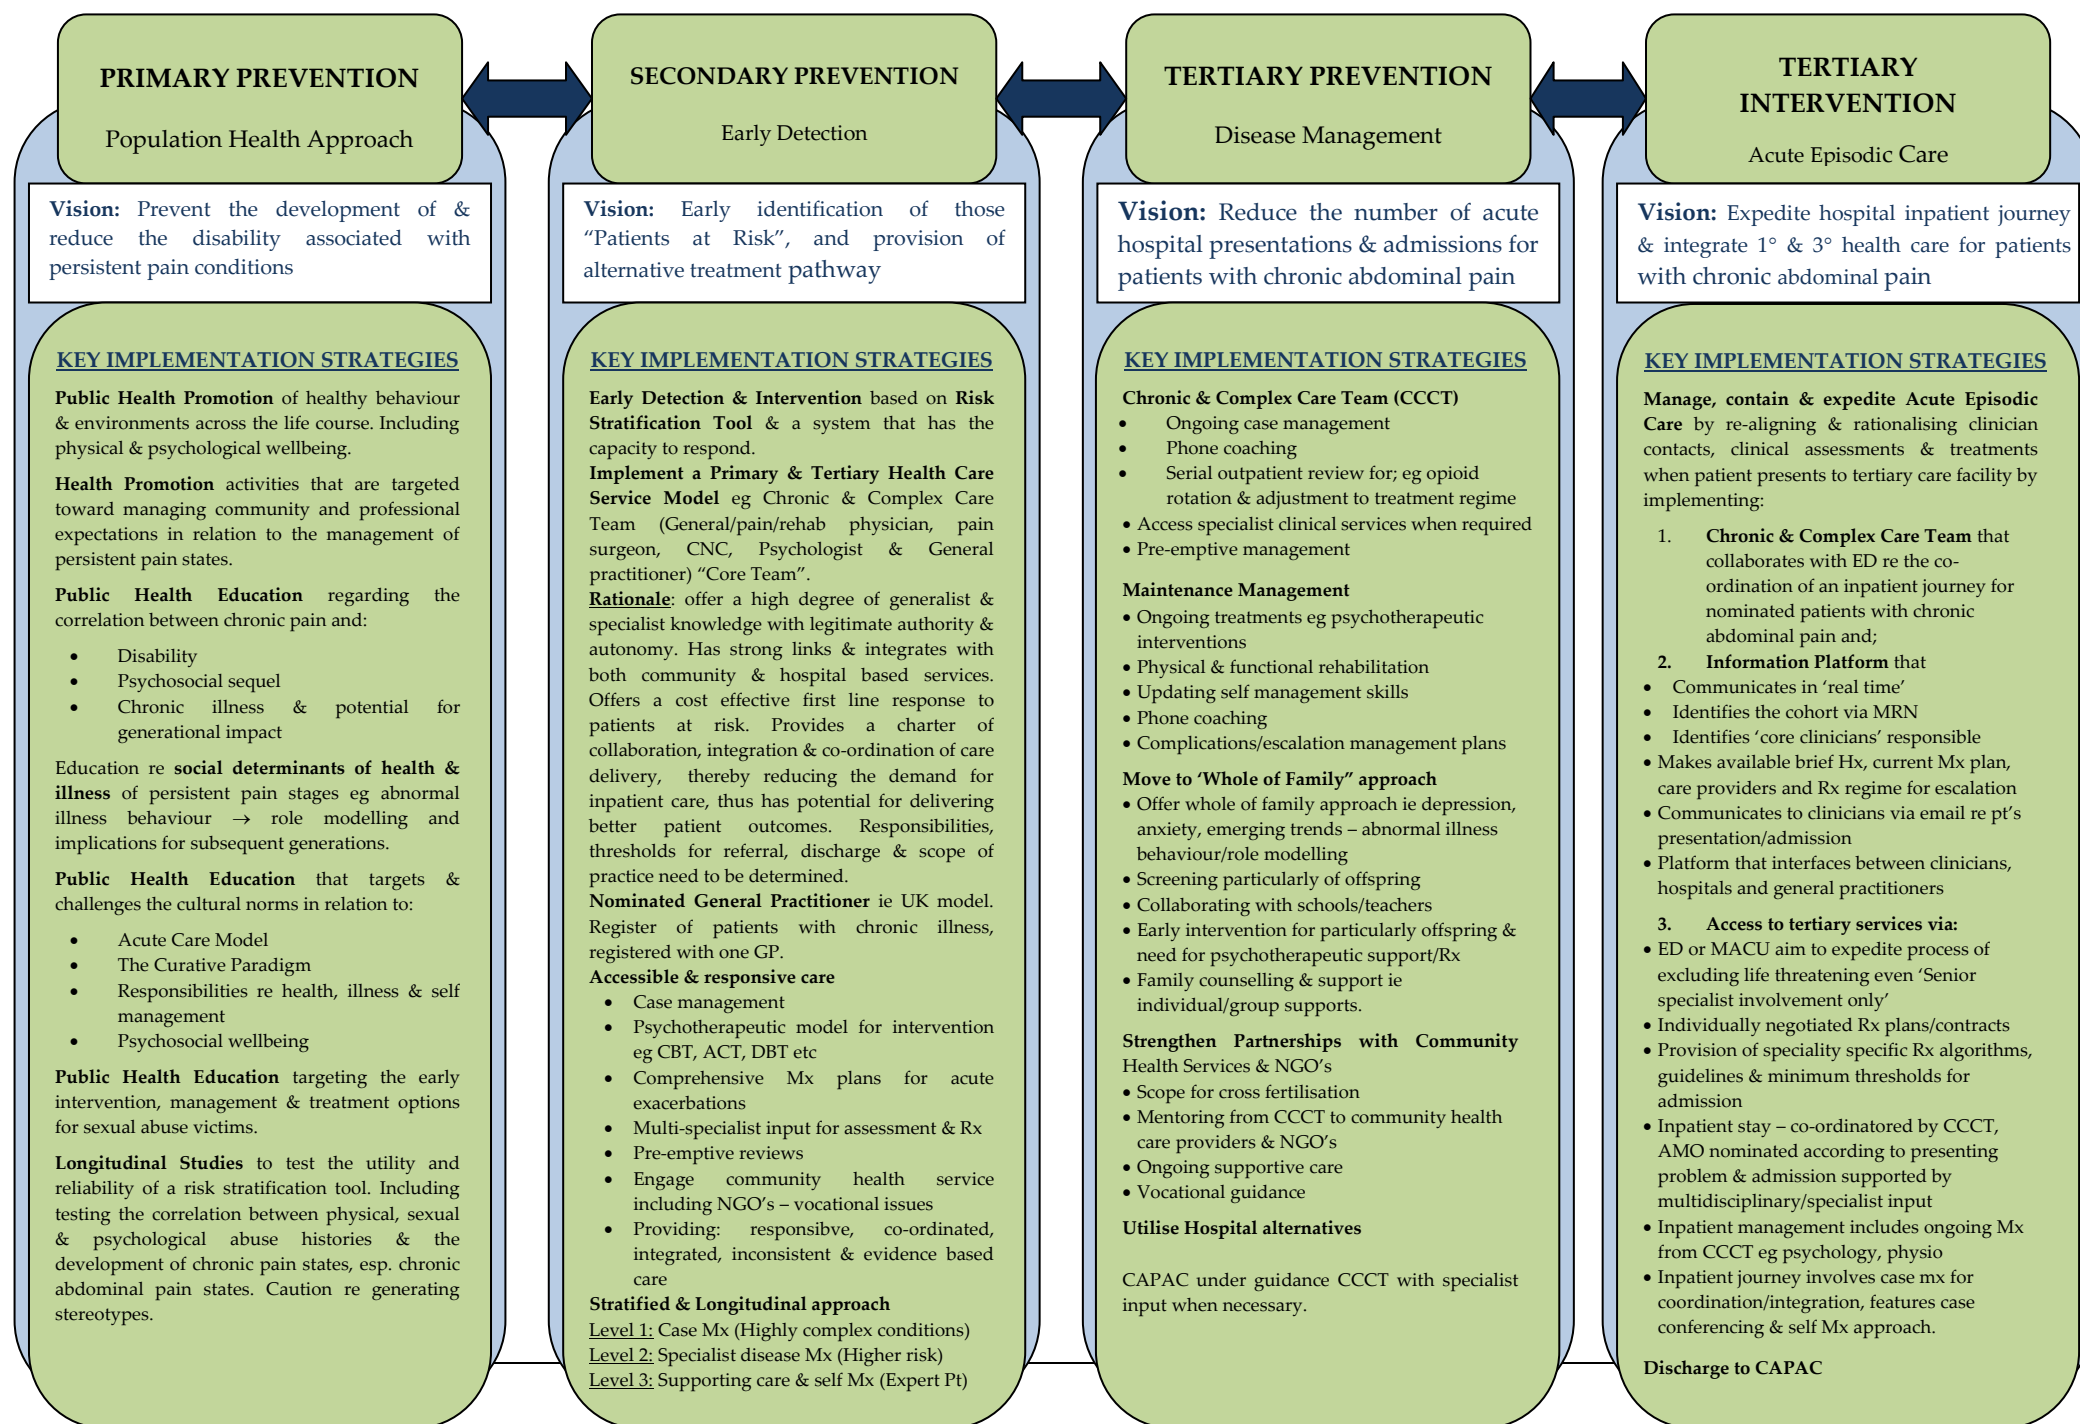 PRIMARY PREVENTION
Population Health Approach
Vision: Prevent the development of &
reduce the disability associated with
persistent pain conditions
KEY IMPLEMENTATION STRATEGIES
Public Health Promotion of healthy behaviour
& environments across the life course. Including
physical & psychological wellbeing.
Health Promotion activities that are targeted
toward managing community and professional
expectations in relation to the management of
persistent pain states.
Public Health Education regarding the
correlation between chronic pain and:
• Disability
• Psychosocial sequel
• Chronic illness & potential for
generational impact
Education re social determinants of health &
illness of persistent pain stages eg abnormal
illness behaviour → role modelling and
implications for subsequent generations.
Public Health Education that targets &
challenges the cultural norms in relation to:
• Acute Care Model
• The Curative Paradigm
• Responsibilities re health, illness & self
management
• Psychosocial wellbeing
Public Health Education targeting the early
intervention, management & treatment options
for sexual abuse victims.
Longitudinal Studies to test the utility and
reliability of a risk stratification tool. Including
testing the correlation between physical, sexual
& psychological abuse histories & the
development of chronic pain states, esp. chronic
abdominal pain states. Caution re generating
stereotypes.
SECONDARY PREVENTION
Early Detection
Vision: Early identification of those
“Patients at Risk”, and provision of
alternative treatment pathway
KEY IMPLEMENTATION STRATEGIES
Early Detection & Intervention based on Risk
Stratification Tool & a system that has the
capacity to respond.
Implement a Primary & Tertiary Health Care
Service Model eg Chronic & Complex Care
Team (General/pain/rehab physician, pain
surgeon, CNC, Psychologist & General
practitioner) “Core Team”.
Rationale: offer a high degree of generalist &
specialist knowledge with legitimate authority &
autonomy. Has strong links & integrates with
both community & hospital based services.
Offers a cost effective first line response to
patients at risk. Provides a charter of
collaboration, integration & co-ordination of care
delivery, thereby reducing the demand for
inpatient care, thus has potential for delivering
better patient outcomes. Responsibilities,
thresholds for referral, discharge & scope of
practice need to be determined.
Nominated General Practitioner ie UK model.
Register of patients with chronic illness,
registered with one GP.
Accessible & responsive care
• Case management
• Psychotherapeutic model for intervention
eg CBT, ACT, DBT etc
• Comprehensive Mx plans for acute
exacerbations
• Multi-specialist input for assessment & Rx
• Pre-emptive reviews
• Engage community health service
including NGO’s – vocational issues
• Providing: responsibve, co-ordinated,
integrated, inconsistent & evidence based
care
Stratified & Longitudinal approach
Level 1: Case Mx (Highly complex conditions)
Level 2: Specialist disease Mx (Higher risk)
Level 3: Supporting care & self Mx (Expert Pt)
TERTIARY PREVENTION
Disease Management
Vision: Reduce the number of acute
hospital presentations & admissions for
patients with chronic abdominal pain
KEY IMPLEMENTATION STRATEGIES
Chronic & Complex Care Team (CCCT)
• Ongoing case management
• Phone coaching
• Serial outpatient review for; eg opioid
rotation & adjustment to treatment regime
• Access specialist clinical services when required
• Pre-emptive management
Maintenance Management
• Ongoing treatments eg psychotherapeutic
interventions
• Physical & functional rehabilitation
• Updating self management skills
• Phone coaching
• Complications/escalation management plans
Move to ‘Whole of Family” approach
• Offer whole of family approach ie depression,
anxiety, emerging trends – abnormal illness
behaviour/role modelling
• Screening particularly of offspring
• Collaborating with schools/teachers
• Early intervention for particularly offspring &
need for psychotherapeutic support/Rx
• Family counselling & support ie
individual/group supports.
Strengthen Partnerships with Community
Health Services & NGO’s
• Scope for cross fertilisation
• Mentoring from CCCT to community health
care providers & NGO’s
• Ongoing supportive care
• Vocational guidance
Utilise Hospital alternatives
CAPAC under guidance CCCT with specialist
input when necessary.
TERTIARY
INTERVENTION
Acute Episodic Care
Vision: Expedite hospital inpatient journey
& integrate 1° & 3° health care for patients
with chronic abdominal pain
KEY IMPLEMENTATION STRATEGIES
Manage, contain & expedite Acute Episodic
Care by re-aligning & rationalising clinician
contacts, clinical assessments & treatments
when patient presents to tertiary care facility by
implementing:
1. Chronic & Complex Care Team that
collaborates with ED re the co-
ordination of an inpatient journey for
nominated patients with chronic
abdominal pain and;
2. Information Platform that
• Communicates in ‘real time’
• Identifies the cohort via MRN
• Identifies ‘core clinicians’ responsible
• Makes available brief Hx, current Mx plan,
care providers and Rx regime for escalation
• Communicates to clinicians via email re pt’s
presentation/admission
• Platform that interfaces between clinicians,
hospitals and general practitioners
3. Access to tertiary services via:
• ED or MACU aim to expedite process of
excluding life threatening even ‘Senior
specialist involvement only’
• Individually negotiated Rx plans/contracts
• Provision of speciality specific Rx algorithms,
guidelines & minimum thresholds for
admission
• Inpatient stay – co-ordinatored by CCCT,
AMO nominated according to presenting
problem & admission supported by
multidisciplinary/specialist input
• Inpatient management includes ongoing Mx
from CCCT eg psychology, physio
• Inpatient journey involves case mx for
coordination/integration, features case
conferencing & self Mx approach.
Discharge to CAPAC